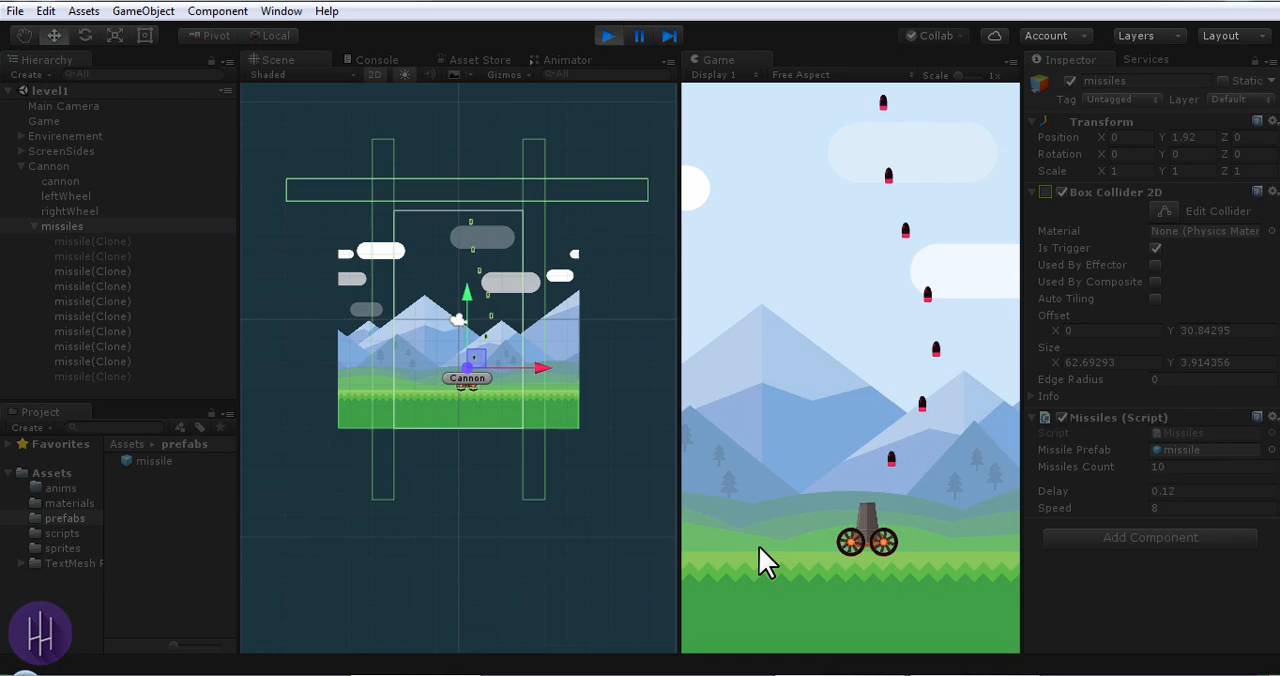 File Edit Assets GameObject Component Window Help
Pivot Local Collab Account Layers Layout
Hierarchy
Create All
level1
Main Camera
Game
Envirenement
ScreenSides
Cannon
cannon
leftWheel
rightWheel
missiles
missile(Clone)
missile(Clone)
missile(Clone)
missile(Clone)
missile(Clone)
missile(Clone)
missile(Clone)
missile(Clone)
missile(Clone)
missile(Clone)
Project
Create
Favorites
Assets
anims
materials
prefabs
scripts
sprites
TextMesh P
Assets prefabs
missile
Scene Console Asset Store Animator
Shaded 2D Gizmos All
Cannon
Game
Display 1 Free Aspect Scale 1x
Inspector Services
missiles Static
Tag Untagged Layer Default
Transform
Position X 0 Y 1.92 Z 0
Rotation X 0 Y 0 Z 0
Scale X 1 Y 1 Z 1
Box Collider 2D
Edit Collider
Material None (Physics Mater
Is Trigger
Used By Effector
Used By Composite
Auto Tiling
Offset
X 0 Y 30.84295
Size
X 62.69293 Y 3.914356
Edge Radius 0
Info
Missiles (Script)
Script Missiles
Missile Prefab missile
Missiles Count 10
Delay 0.12
Speed 8
Add Component